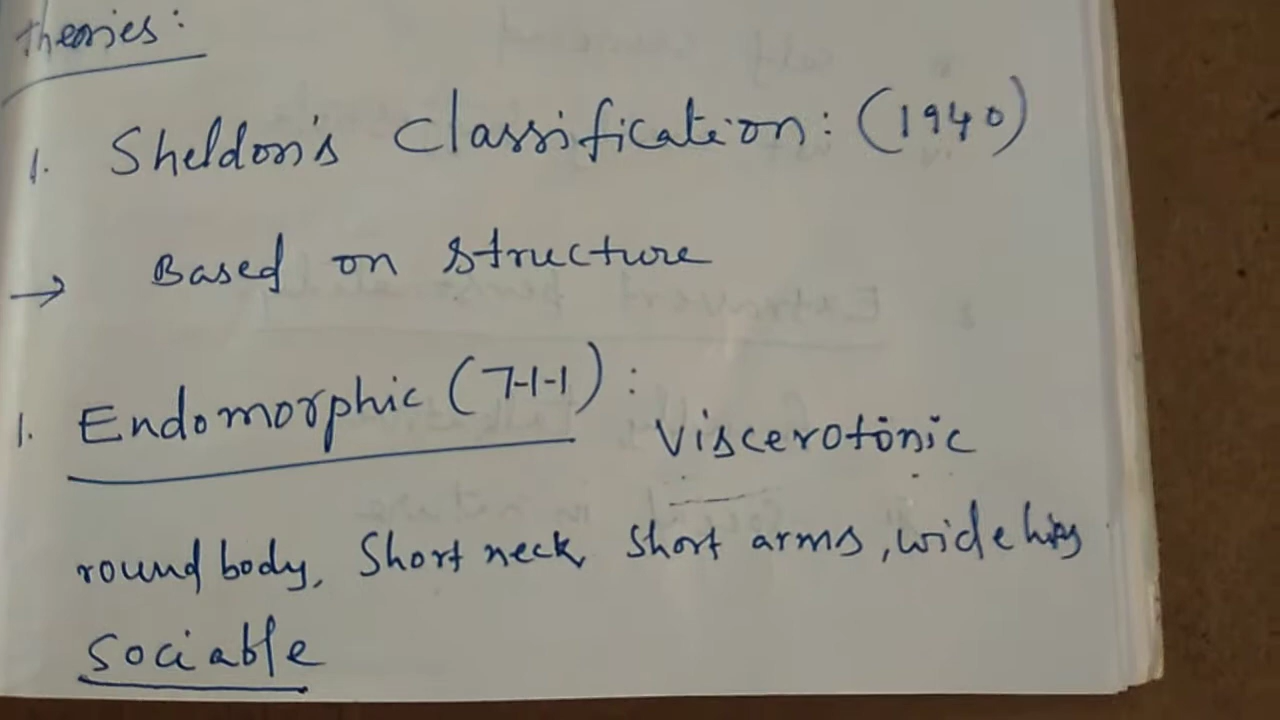 theories:
1. Sheldon's Classification: (1940)
→ Based on structure
1. Endomorphic (7-1-1): Viscerotonic
round body, Short neck, Short arms, wide hips
Sociable